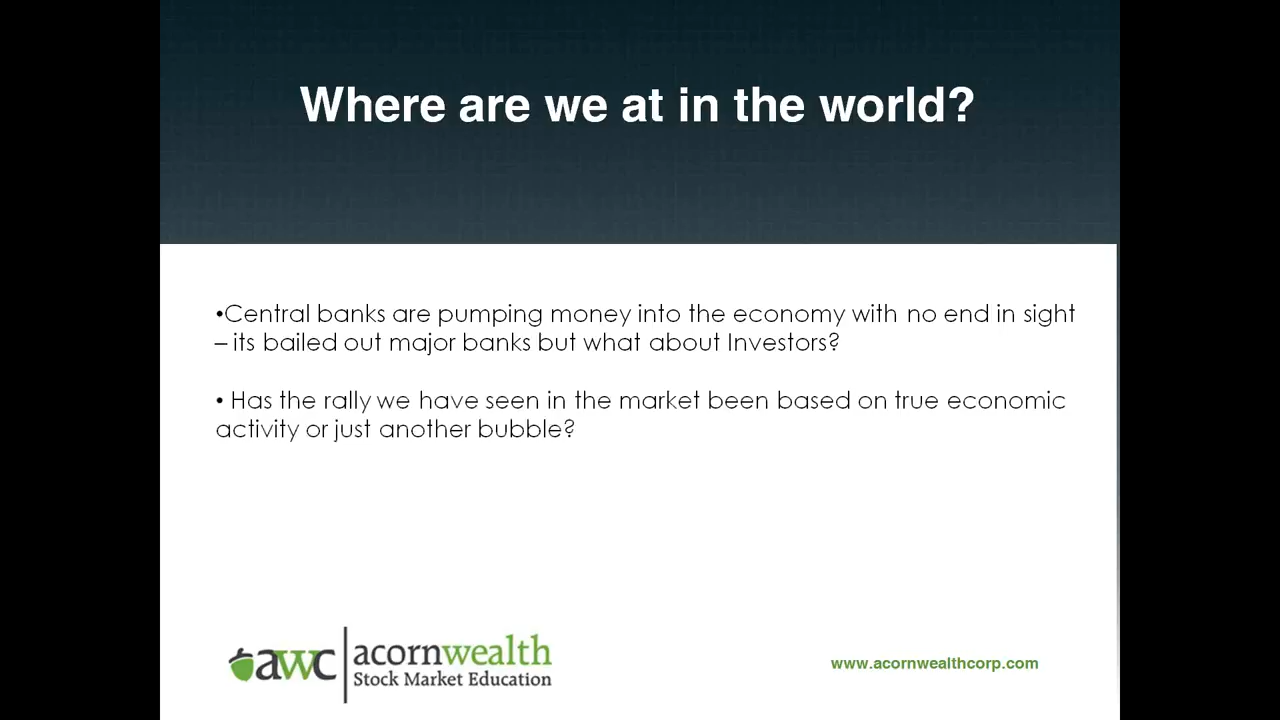 Where are we at in the world?
•Central banks are pumping money into the economy with no end in sight
– its bailed out major banks but what about Investors?
• Has the rally we have seen in the market been based on true economic
activity or just another bubble?
awc acornwealth
Stock Market Education
www.acornwealthcorp.com